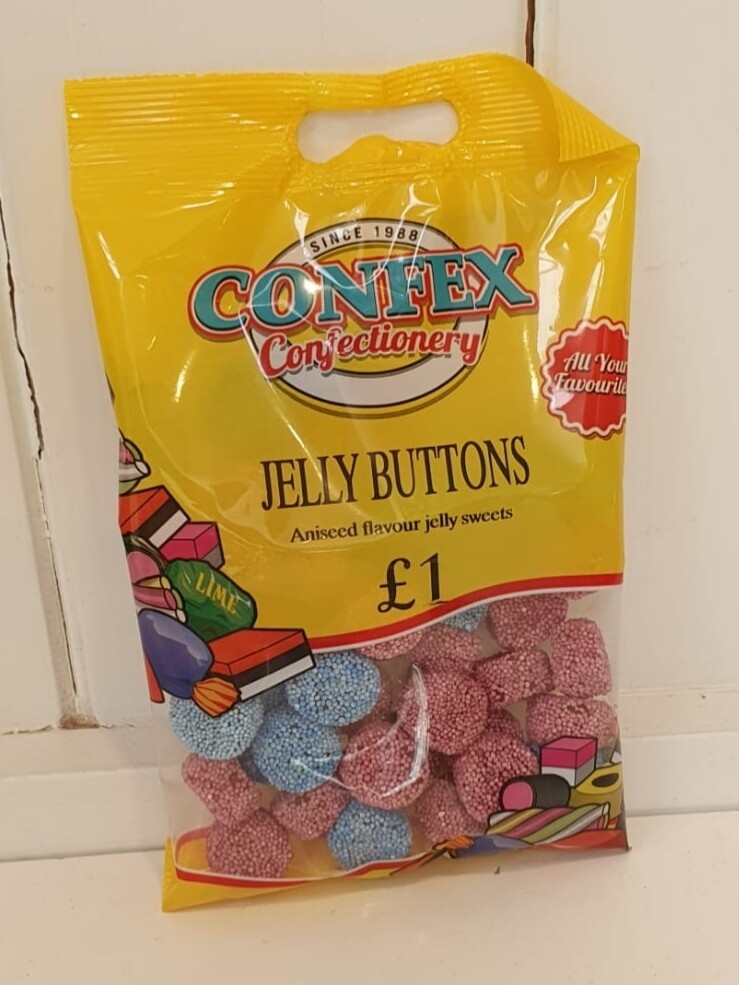 SINCE 1988
CONFEX
Confectionery
All Your
Favourite
JELLY BUTTONS
Aniseed flavour jelly sweets
£1
LIME